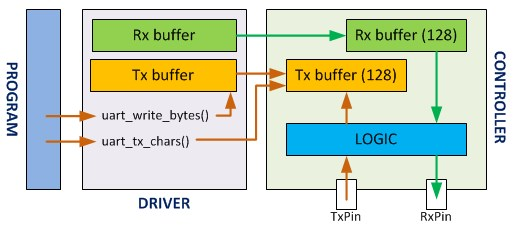 PROGRAM
Rx buffer
Tx buffer
uart_write_bytes()
uart_tx_chars()
DRIVER
Rx buffer (128)
Tx buffer (128)
LOGIC
TxPin
RxPin
CONTROLLER